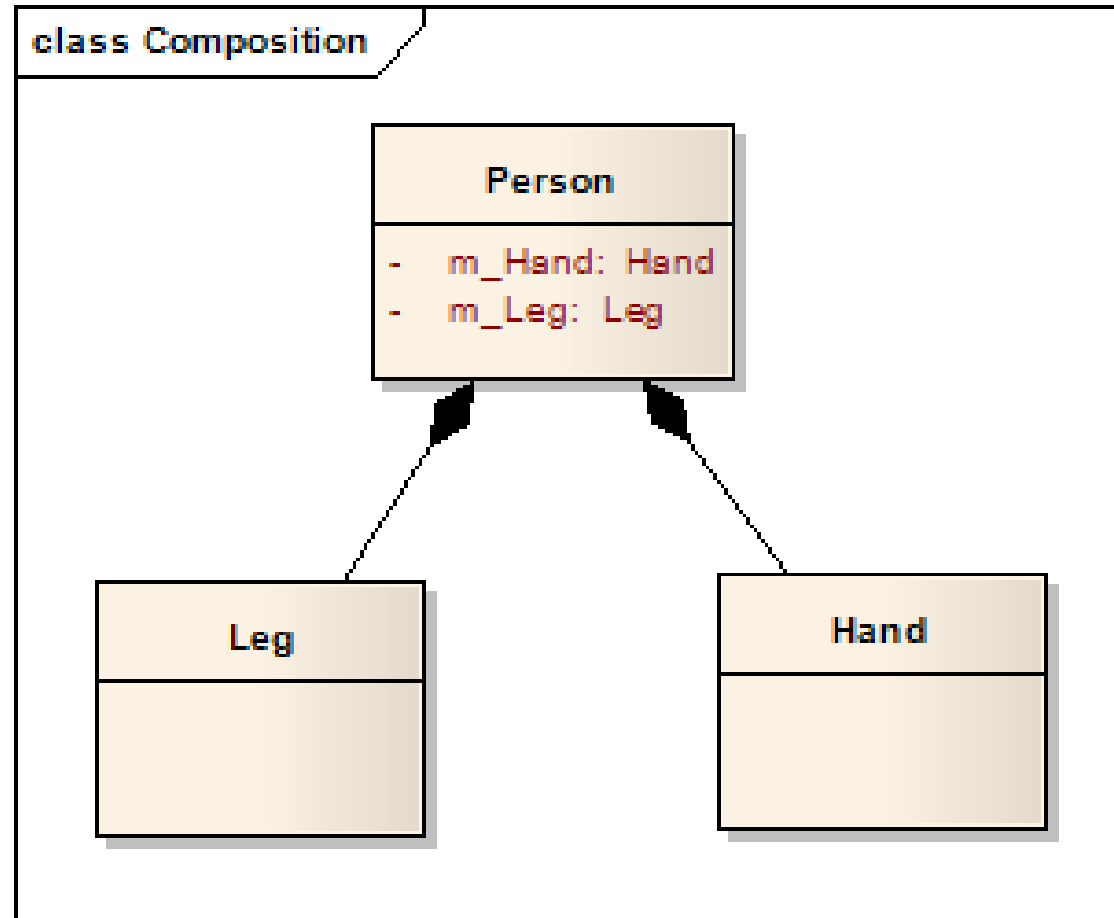 class Composition
Person
- m_Hand: Hand
- m_Leg: Leg
Leg
Hand